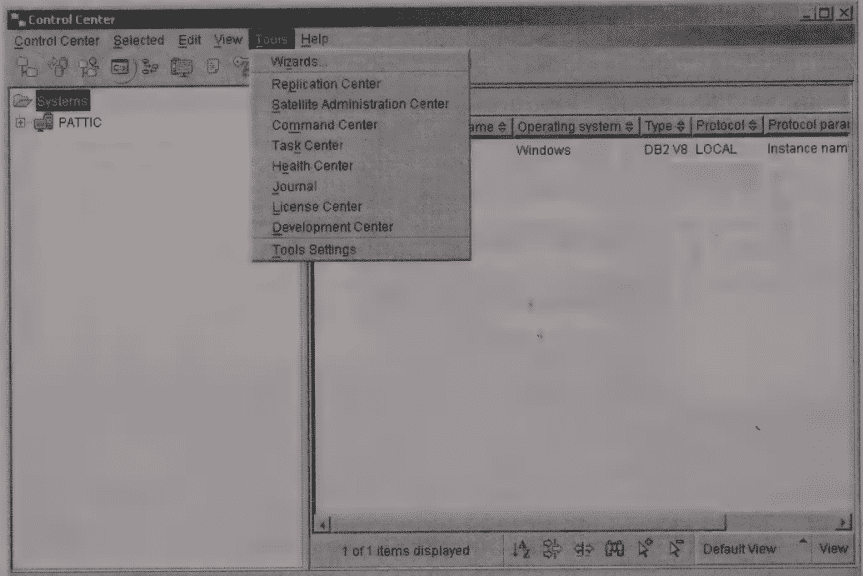 Control Center
Control Center Selected Edit View Tools Help
Wizards...
Replication Center
Satellite Administration Center
Command Center
Task Center
Health Center
Journal
License Center
Development Center
Tools Settings
Systems
PATTIC
ame Operating system Type Protocol Protocol parar
Windows DB2 V8 LOCAL Instance nam
1 of 1 items displayed Default View View